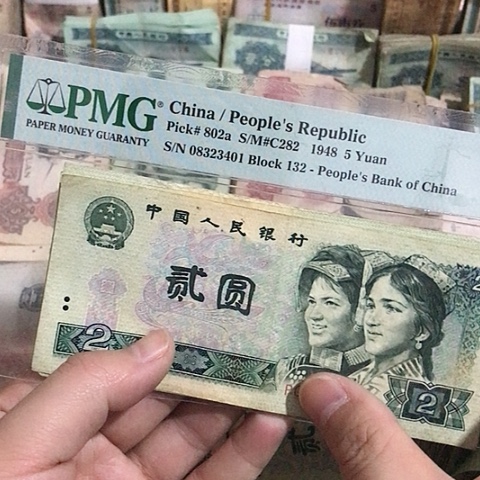 PMG
PAPER MONEY GUARANTY
China / People's Republic
Pick# 802a S/M#C282 1948 5 Yuan
S/N 08323401 Block 132 - People's Bank of China
中国人民银行
贰圆
2
2